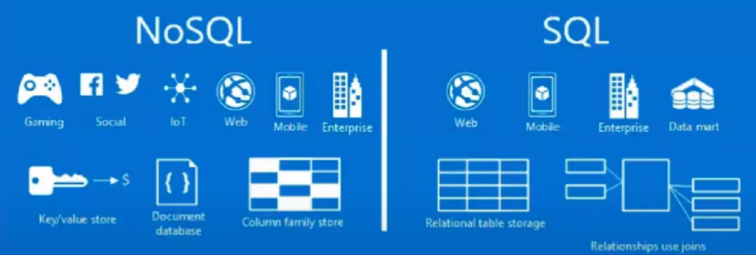 NoSQL
SQL
Gaming
Social
IoT
Web
Mobile
Enterprise
Web
Mobile
Enterprise
Data mart
{ }
$
Key/value store
Document
database
Column family store
Relational table storage
Relationships use joins